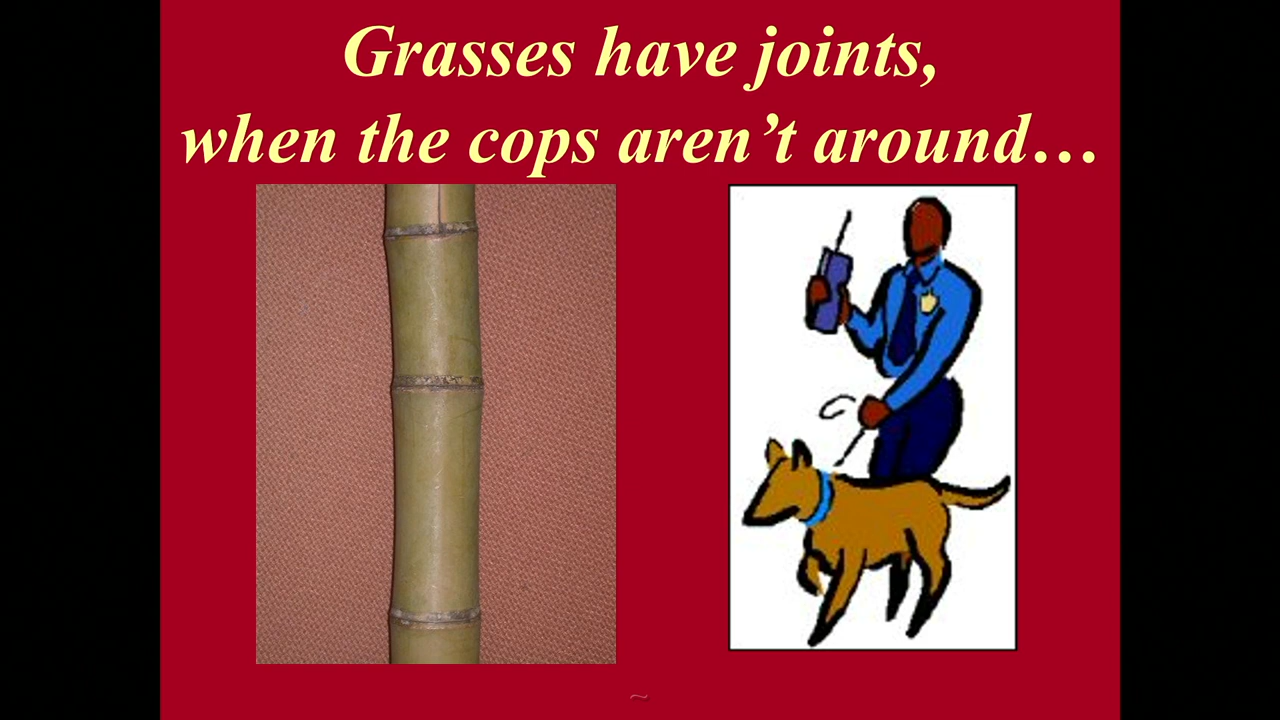 Grasses have joints,
when the cops aren’t around…
~